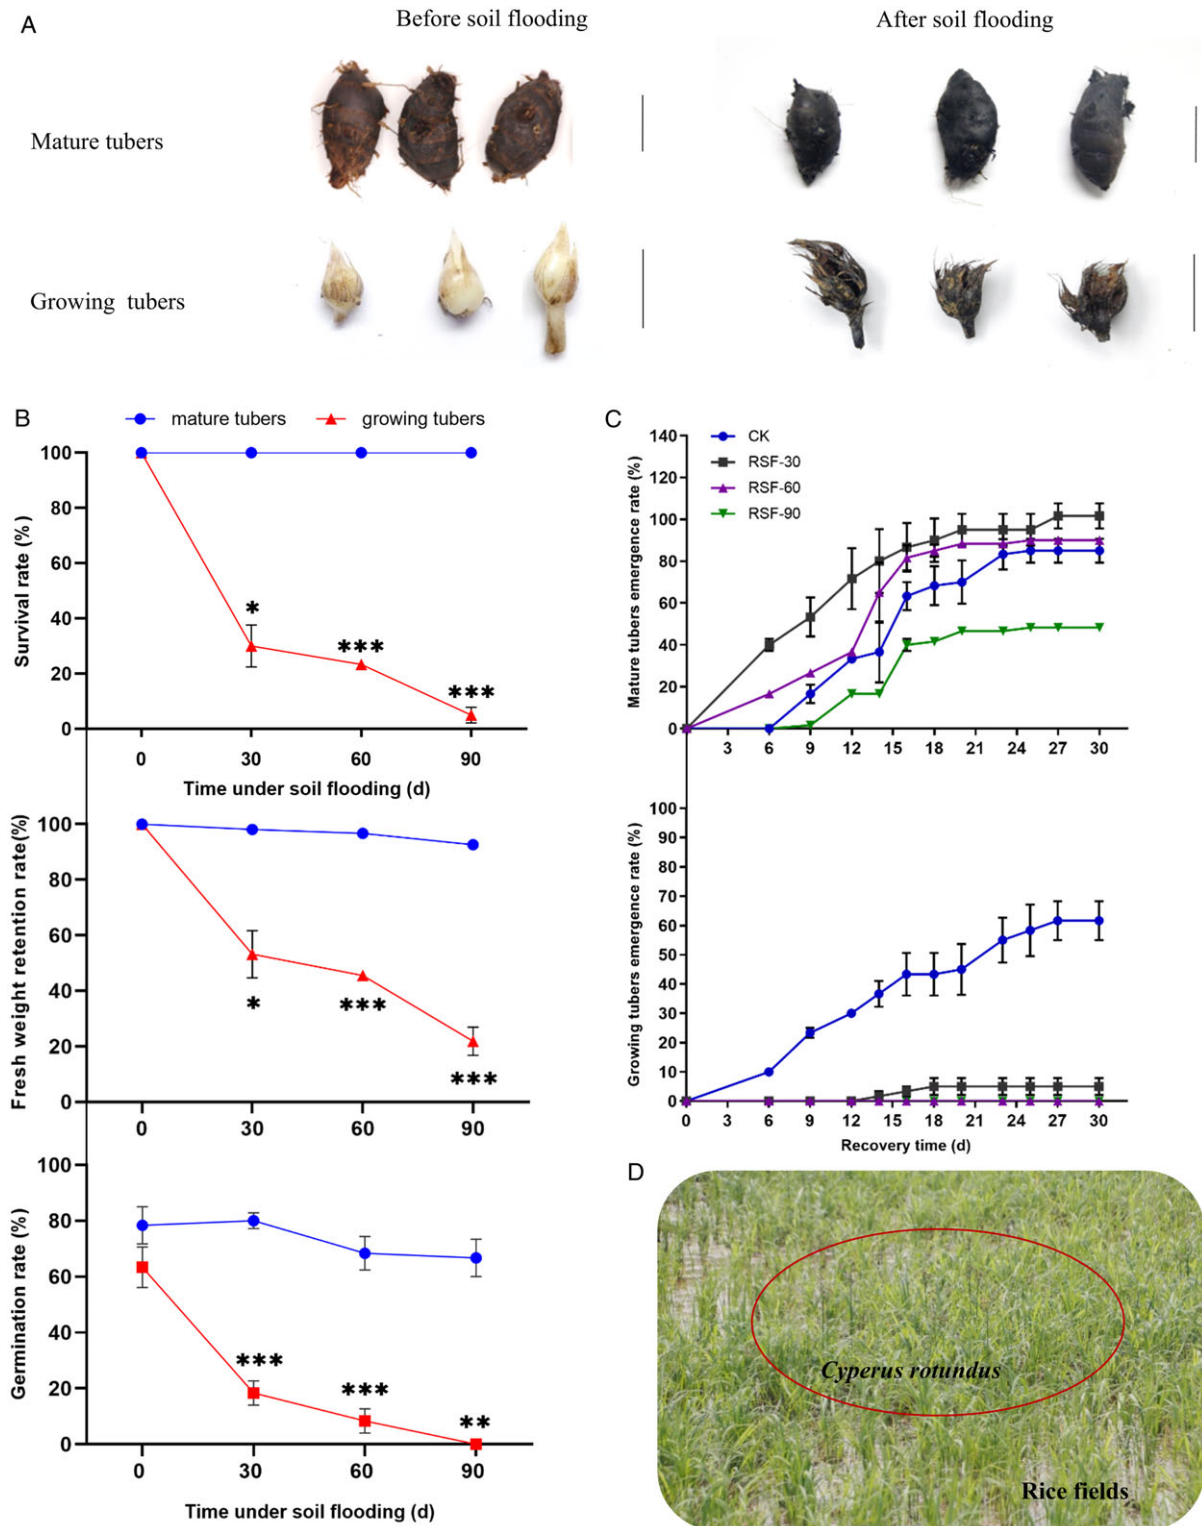 A
Before soil flooding
After soil flooding
Mature tubers
Growing tubers
B
mature tubers
growing tubers
Survival rate (%)
100
80
60
40
20
0
*
***
***
0 30 60 90
Time under soil flooding (d)
Fresh weight retention rate(%)
100
80
60
40
20
0
*
***
***
0 30 60 90
Germination rate (%)
100
80
60
40
20
0
***
***
**
0 30 60 90
Time under soil flooding (d)
C
CK
RSF-30
RSF-60
RSF-90
Mature tubers emergence rate (%)
140
120
100
80
60
40
20
0
3 6 9 12 15 18 21 24 27 30
Growing tubers emergence rate (%)
100
90
80
70
60
50
40
30
20
10
0
0 3 6 9 12 15 18 21 24 27 30
Recovery time (d)
D
Cyperus rotundus
Rice fields